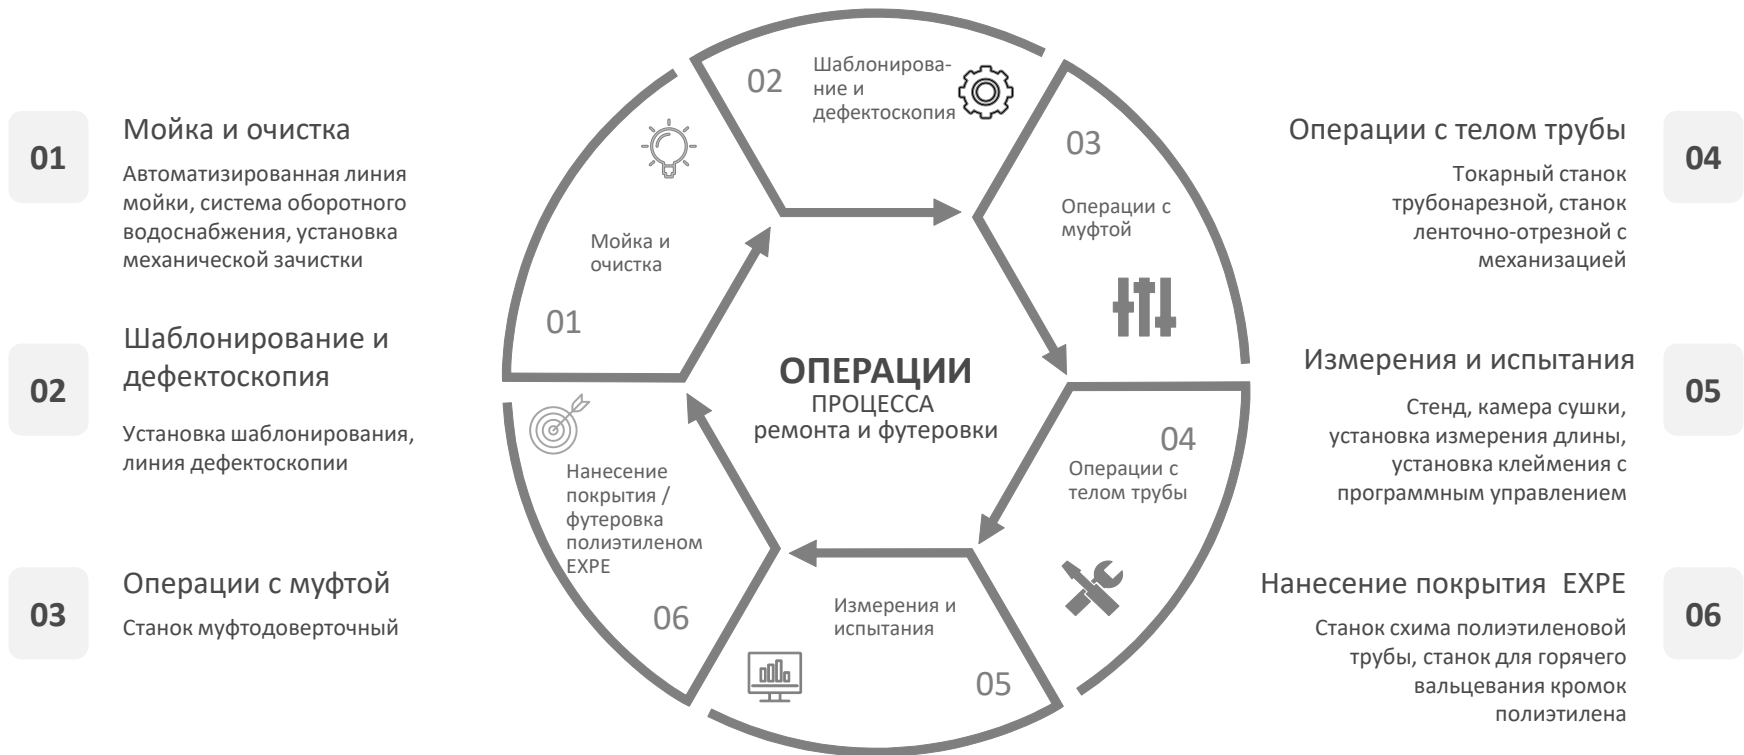 01
Мойка и очистка
Автоматизированная линия
мойки, система оборотного
водоснабжения, установка
механической зачистки
02
Шаблонирование и
дефектоскопия
Установка шаблонирования,
линия дефектоскопии
03
Операции с муфтой
Станок муфтодоверточный
02
Шаблонирова-
ние и
дефектоскопия
03
Операции с
муфтой
Мойка и
очистка
01
ОПЕРАЦИИ
ПРОЦЕССА
ремонта и футеровки
04
Операции с
телом трубы
Нанесение
покрытия /
футеровка
полиэтиленом
EXPE
06
Измерения и
испытания
05
Операции с телом трубы
04
Токарный станок
трубонарезной, станок
ленточно-отрезной с
механизацией
Измерения и испытания
05
Стенд, камера сушки,
установка измерения длины,
установка клеймения с
программным управлением
Нанесение покрытия  EXPE
06
Станок схима полиэтиленовой
трубы, станок для горячего
вальцевания кромок
полиэтилена